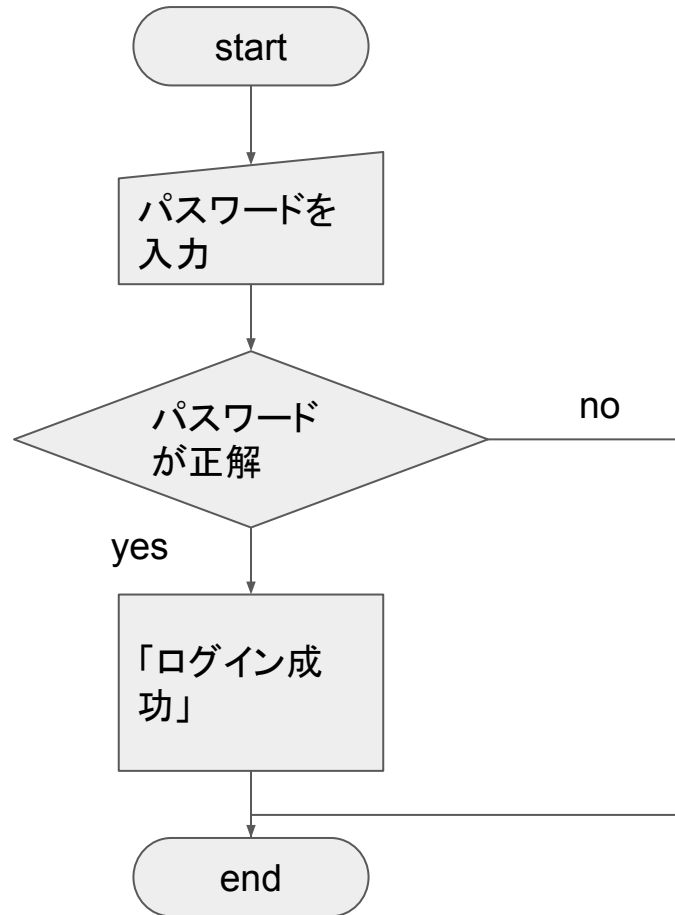 start
パスワードを
入力
パスワード
が正解
no
yes
「ログイン成
功」
end